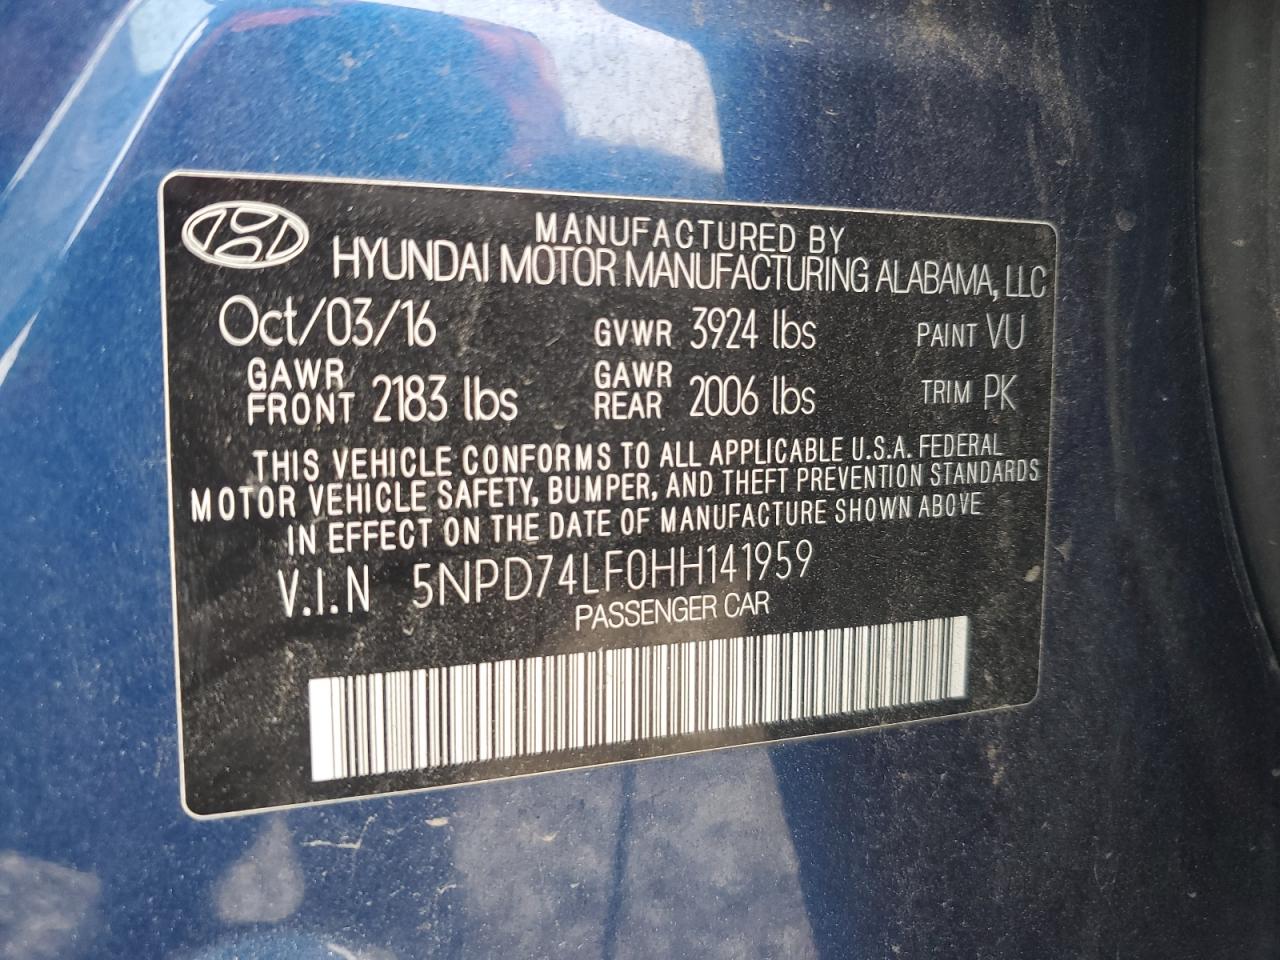 MANUFACTURED BY
HYUNDAI MOTOR MANUFACTURING ALABAMA, LLC
Oct/03/16 GVWR 3924 lbs PAINT VU
GAWR FRONT 2183 lbs GAWR REAR 2006 lbs TRIM PK
THIS VEHICLE CONFORMS TO ALL APPLICABLE U.S.A. FEDERAL
MOTOR VEHICLE SAFETY, BUMPER, AND THEFT PREVENTION STANDARDS
IN EFFECT ON THE DATE OF MANUFACTURE SHOWN ABOVE
V.I.N 5NPD74LF0HH141959
PASSENGER CAR